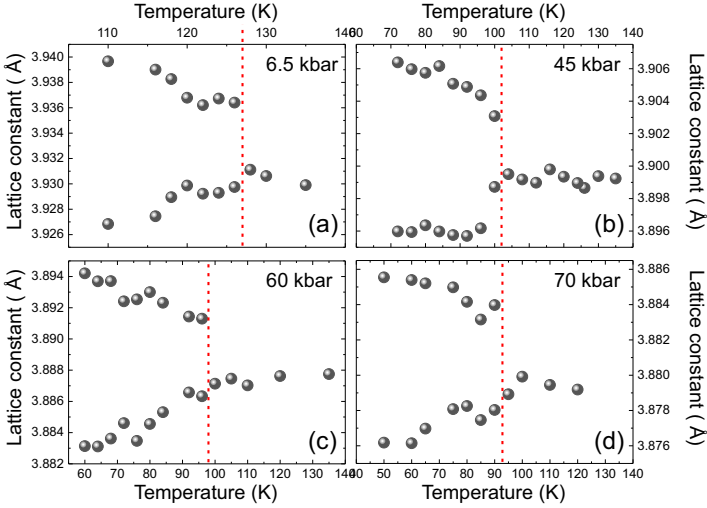 Temperature (K) Temperature (K)
110 120 130 140 50 60 70 80 90 100 110 120 130 140
3.940
3.936
3.933
3.930
3.928
3.926
Lattice constant ( Å)
6.5 kbar
(a)
45 kbar
(b)
3.906
3.904
3.902
3.900
3.898
3.896
Lattice constant ( Å)
3.894
3.892
3.890
3.888
3.886
3.884
3.882
Lattice constant ( Å)
60 kbar
(c)
70 kbar
(d)
3.886
3.884
3.882
3.880
3.878
3.876
Lattice constant ( Å)
60 70 80 90 100 110 120 130 140 40 50 60 70 80 90 100 110 120 130 140
Temperature (K) Temperature (K)